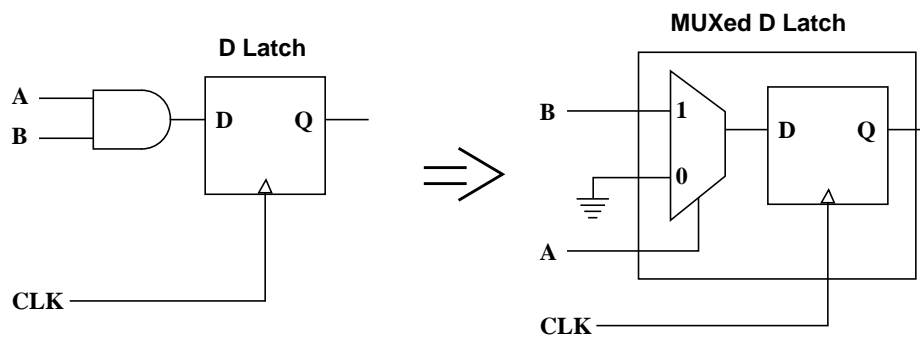 D Latch
A
B
D Q
CLK
MUXed D Latch
B
1
0
A
D Q
CLK